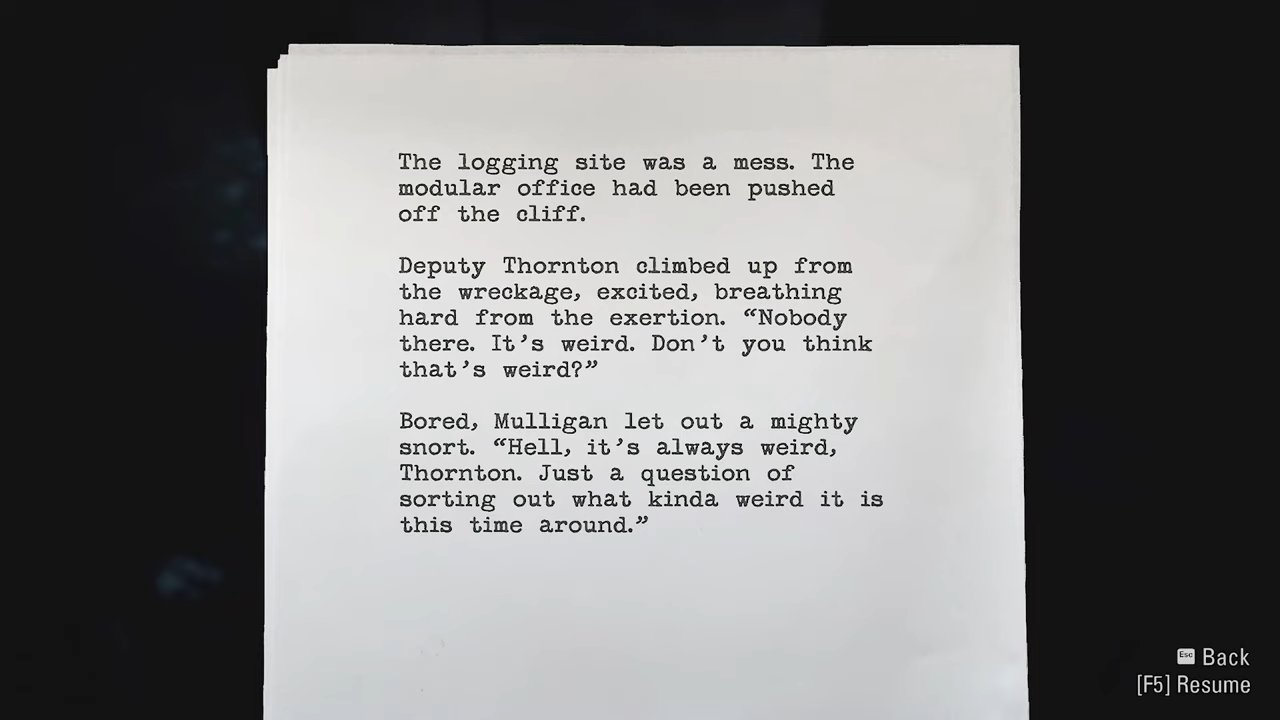 The logging site was a mess. The
modular office had been pushed
off the cliff.
Deputy Thornton climbed up from
the wreckage, excited, breathing
hard from the exertion. “Nobody
there. It’s weird. Don’t you think
that’s weird?”
Bored, Mulligan let out a mighty
snort. “Hell, it’s always weird,
Thornton. Just a question of
sorting out what kinda weird it is
this time around.”
Esc Back
[F5] Resume